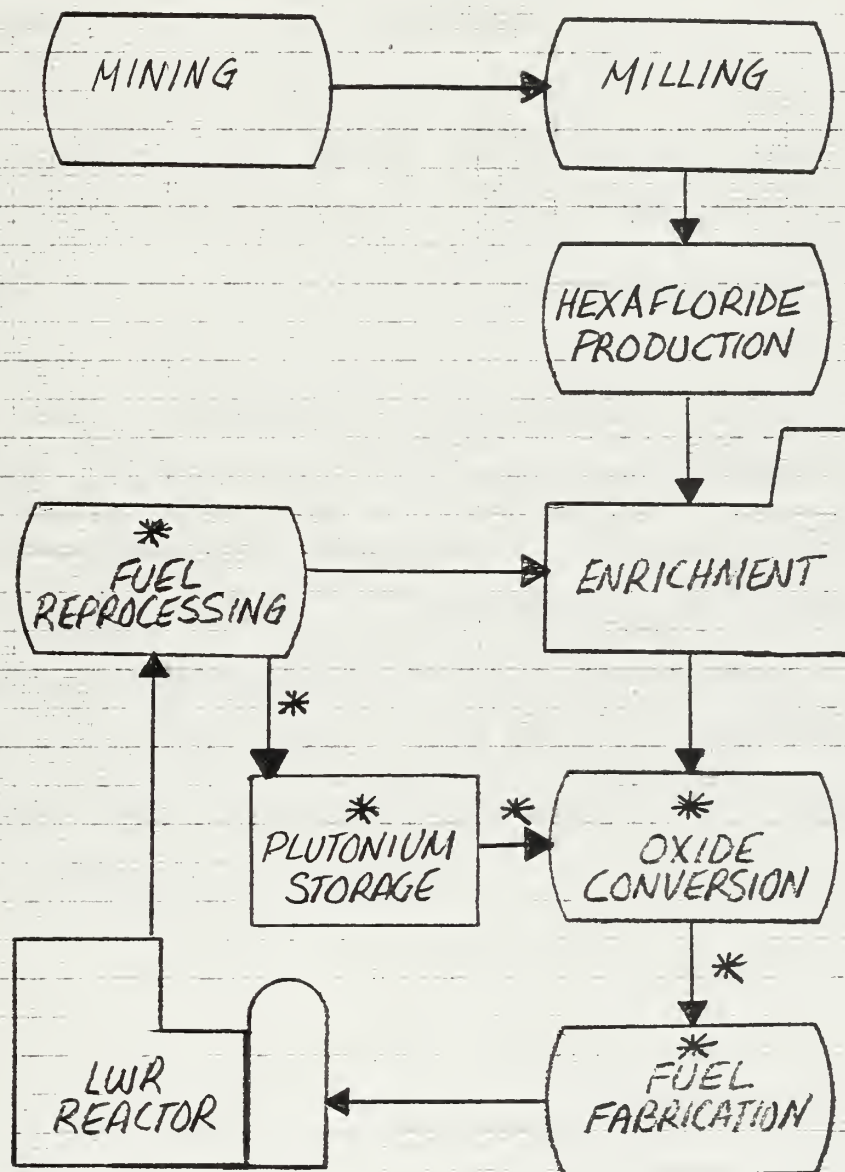 MINING
MILLING
HEXAFLORIDE
PRODUCTION
*
FUEL
REPROCESSING
ENRICHMENT
*
*
PLUTONIUM
STORAGE
*
*
OXIDE
CONVERSION
*
LWR
REACTOR
*
FUEL
FABRICATION